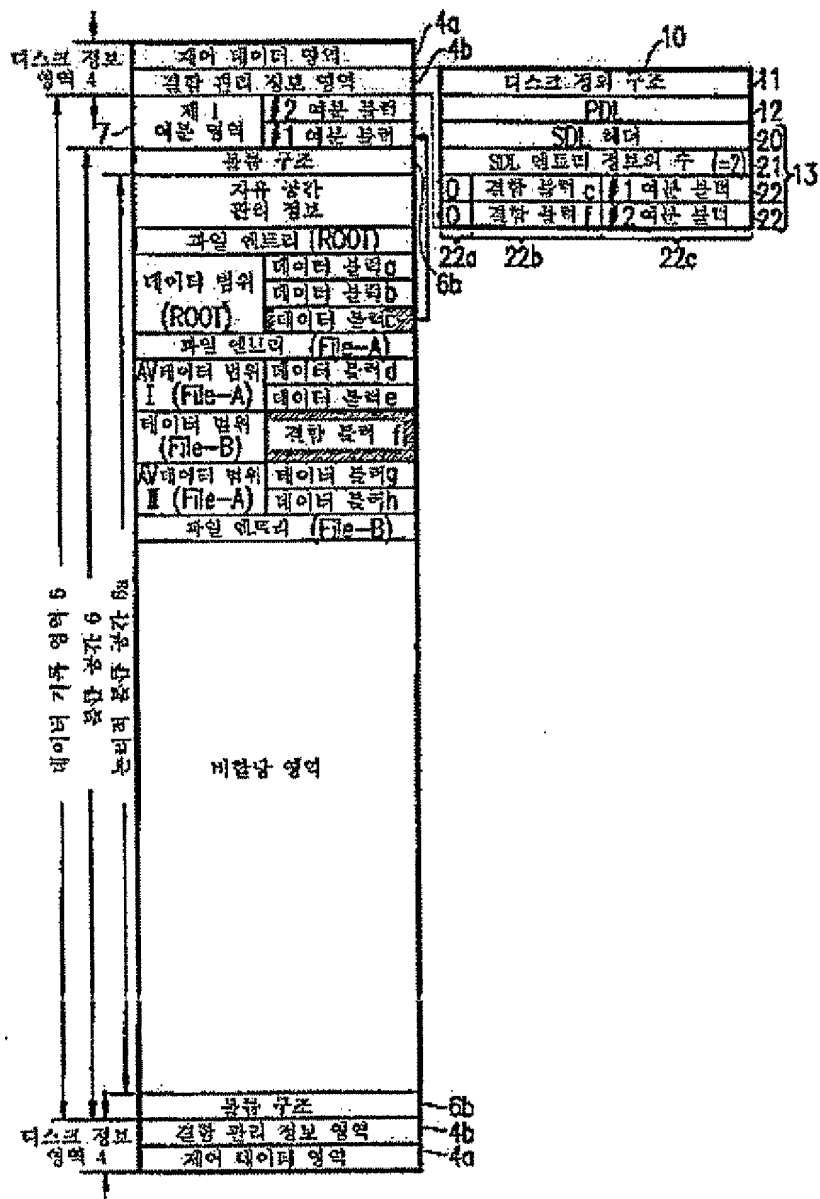 4a
제어 데이터 영역
디스크 정보
영역 4
4b
결함 관리 정보 영역
제 1
여분 영역
7
#2 여분 블럭
#1 여분 블럭
볼륨 구조
자유 공간
관리 정보
파일 엔트리 (ROOT)
데이터 범위
(ROOT)
데이터 블럭a
데이터 블럭b
데이터 블럭c
6b
파일 엔트리 (File-A)
AV데이터 범위
I (File-A)
데이터 블럭d
데이터 블럭e
데이터 범위
(File-B)
결함 블럭 f
AV데이터 범위
II (File-A)
데이터 블럭g
데이터 블럭h
파일 엔트리 (File-B)
데이터 기록 영역 5
볼륨 공간 6
논리적 볼륨 공간 6a
비할당 영역
볼륨 구조
6b
디스크 정보
영역 4
결함 관리 정보 영역
4b
제어 데이터 영역
4a
10
디스크 정의 구조
11
PDL
12
SDL 헤더
20
SDL 엔트리 정보의 수 (=2)
21
13
0 결함 블럭 c #1 여분 블럭
22
0 결함 블럭 f #2 여분 블럭
22
22a 22b 22c